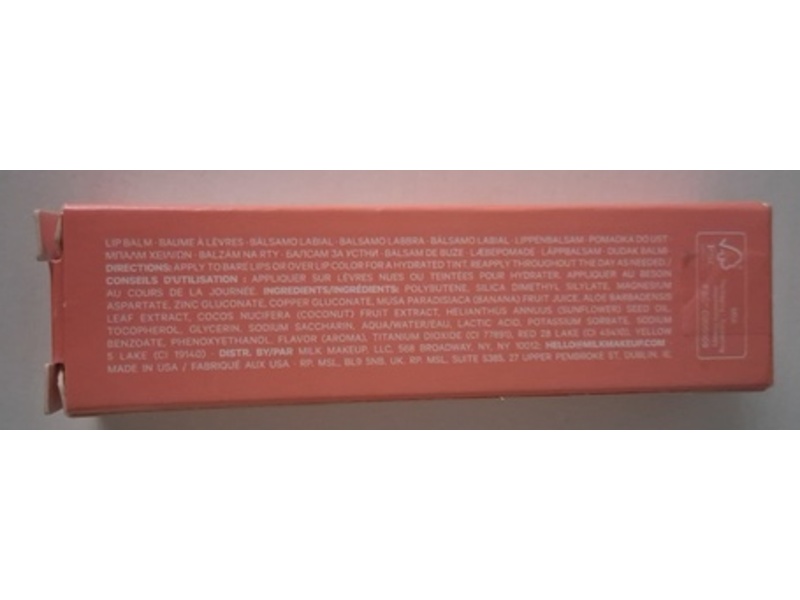 LIP BALM · BAUME À LÈVRES · BÁLSAMO LABIAL · BALSAMO LABBRA · BÁLSAMO LABIAL · LIPPENBALSAM · POMADKA DO UST ·
ΜΠΑΛΜ ΧΕΙΛΙΩΝ · BALZÁM NA RTY · БАЛСАМ ЗА УСТНИ · BALSAM DE BUZE · LÆBEPOMADE · LÄPPBALSAM · DUDAK BALMI ·
DIRECTIONS: APPLY TO BARE LIPS OR OVER LIP COLOR FOR A HYDRATED TINT. REAPPLY THROUGHOUT THE DAY AS NEEDED /
CONSEILS D'UTILISATION : APPLIQUER SUR LÈVRES NUES OU TEINTÉES POUR HYDRATER. APPLIQUER AU BESOIN
AU COURS DE LA JOURNÉE. INGREDIENTS/INGRÉDIENTS: POLYBUTENE, SILICA DIMETHYL SILYLATE, MAGNESIUM
ASPARTATE, ZINC GLUCONATE, COPPER GLUCONATE, MUSA PARADISIACA (BANANA) FRUIT JUICE, ALOE BARBADENSIS
LEAF EXTRACT, COCOS NUCIFERA (COCONUT) FRUIT EXTRACT, HELIANTHUS ANNUUS (SUNFLOWER) SEED OIL,
TOCOPHEROL, GLYCERIN, SODIUM SACCHARIN, AQUA/WATER/EAU, LACTIC ACID, POTASSIUM SORBATE, SODIUM
BENZOATE, PHENOXYETHANOL, FLAVOR (AROMA), TITANIUM DIOXIDE (CI 77891), RED 28 LAKE (CI 45410), YELLOW
5 LAKE (CI 19140) · DISTR. BY/PAR MILK MAKEUP, LLC, 568 BROADWAY, NY, NY 10012; HELLO@MILKMAKEUP.COM
MADE IN USA / FABRIQUÉ AUX USA · RP. MSL, BL9 5NB, UK. RP. MSL, SUITE 5385, 27 UPPER PEMBROKE ST, DUBLIN, IE,